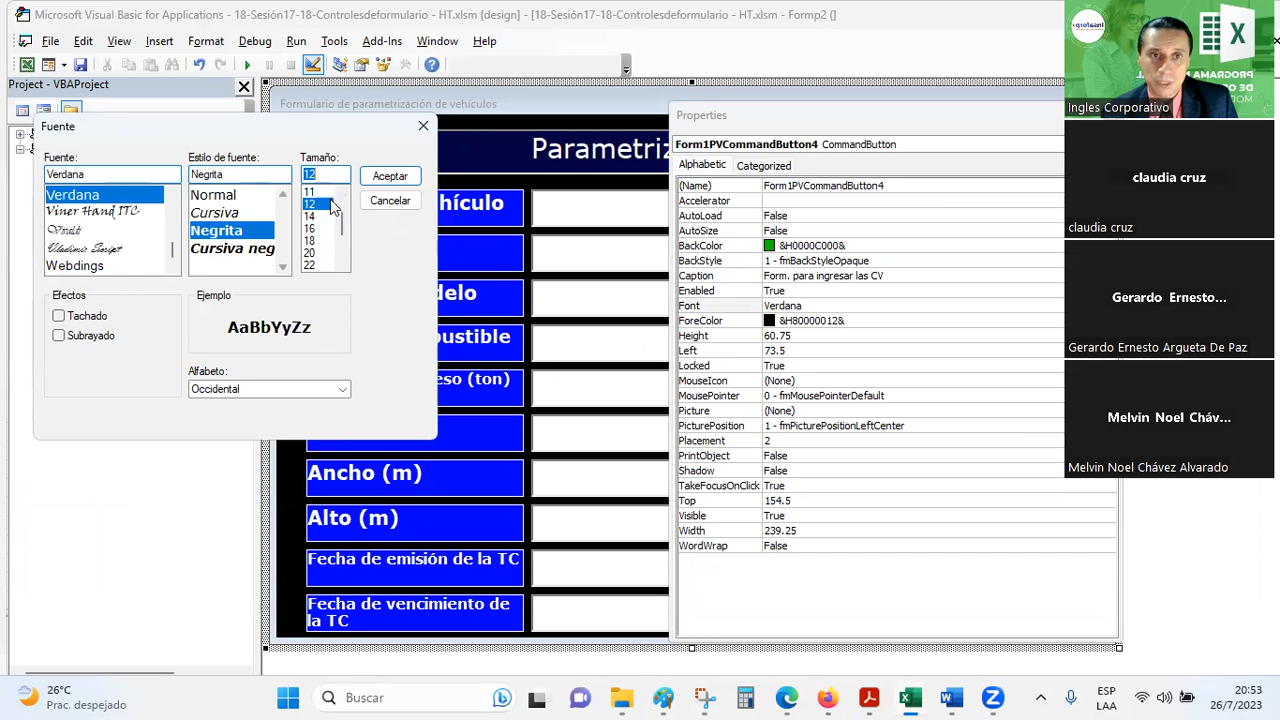 Microsoft Visual Basic for Applications - 18-Sesión17-18-Controlesdeformulario - HT.xlsm [design] - [18-Sesión17-18-Controlesdeformulario - HT.xlsm - Formp2 (]
File Edit View Insert Format Debug Run Tools Add-Ins Window Help
Project - VBAProject
Formulario de parametrización de vehículos
Fuente
Fuente:
Verdana
Verdana
Viner Hand ITC
Vivaldi
Vladimir Script
Webdings
Estilo de fuente:
Negrita
Normal
Cursiva
Negrita
Cursiva neg
Tamaño:
12
11
12
14
16
18
20
22
Aceptar
Cancelar
Efectos
Tachado
Subrayado
Ejemplo
AaBbYyZz
Alfabeto:
Occidental
Parametriz
hículo
delo
bustible
eso (ton)
Ancho (m)
Alto (m)
Fecha de emisión de la TC
Fecha de vencimiento de
la TC
Properties
Form1PVCommandButton4 CommandButton
Alphabetic Categorized
(Name) Form1PVCommandButton4
Accelerator
AutoLoad False
AutoSize False
BackColor &H0000C000&
BackStyle 1 - fmBackStyleOpaque
Caption Form. para ingresar las CV
Enabled True
Font Verdana
ForeColor &H80000012&
Height 60.75
Left 73.5
Locked True
MouseIcon (None)
MousePointer 0 - fmMousePointerDefault
Picture (None)
PicturePosition 1 - fmPicturePositionLeftCenter
Placement 2
PrintObject False
Shadow False
TakeFocusOnClick True
Top 154.5
Visible True
Width 239.25
WordWrap False
Ingles Corporativo
claudia cruz
claudia cruz
Gerardo Ernesto...
Gerardo Ernesto Argueta De Paz
Melvin Noel Cháv...
Melvin Noel Chávez Alvarado
26°C
Prac. despejado
Buscar
ESP
LAA
20:53
26/7/2023